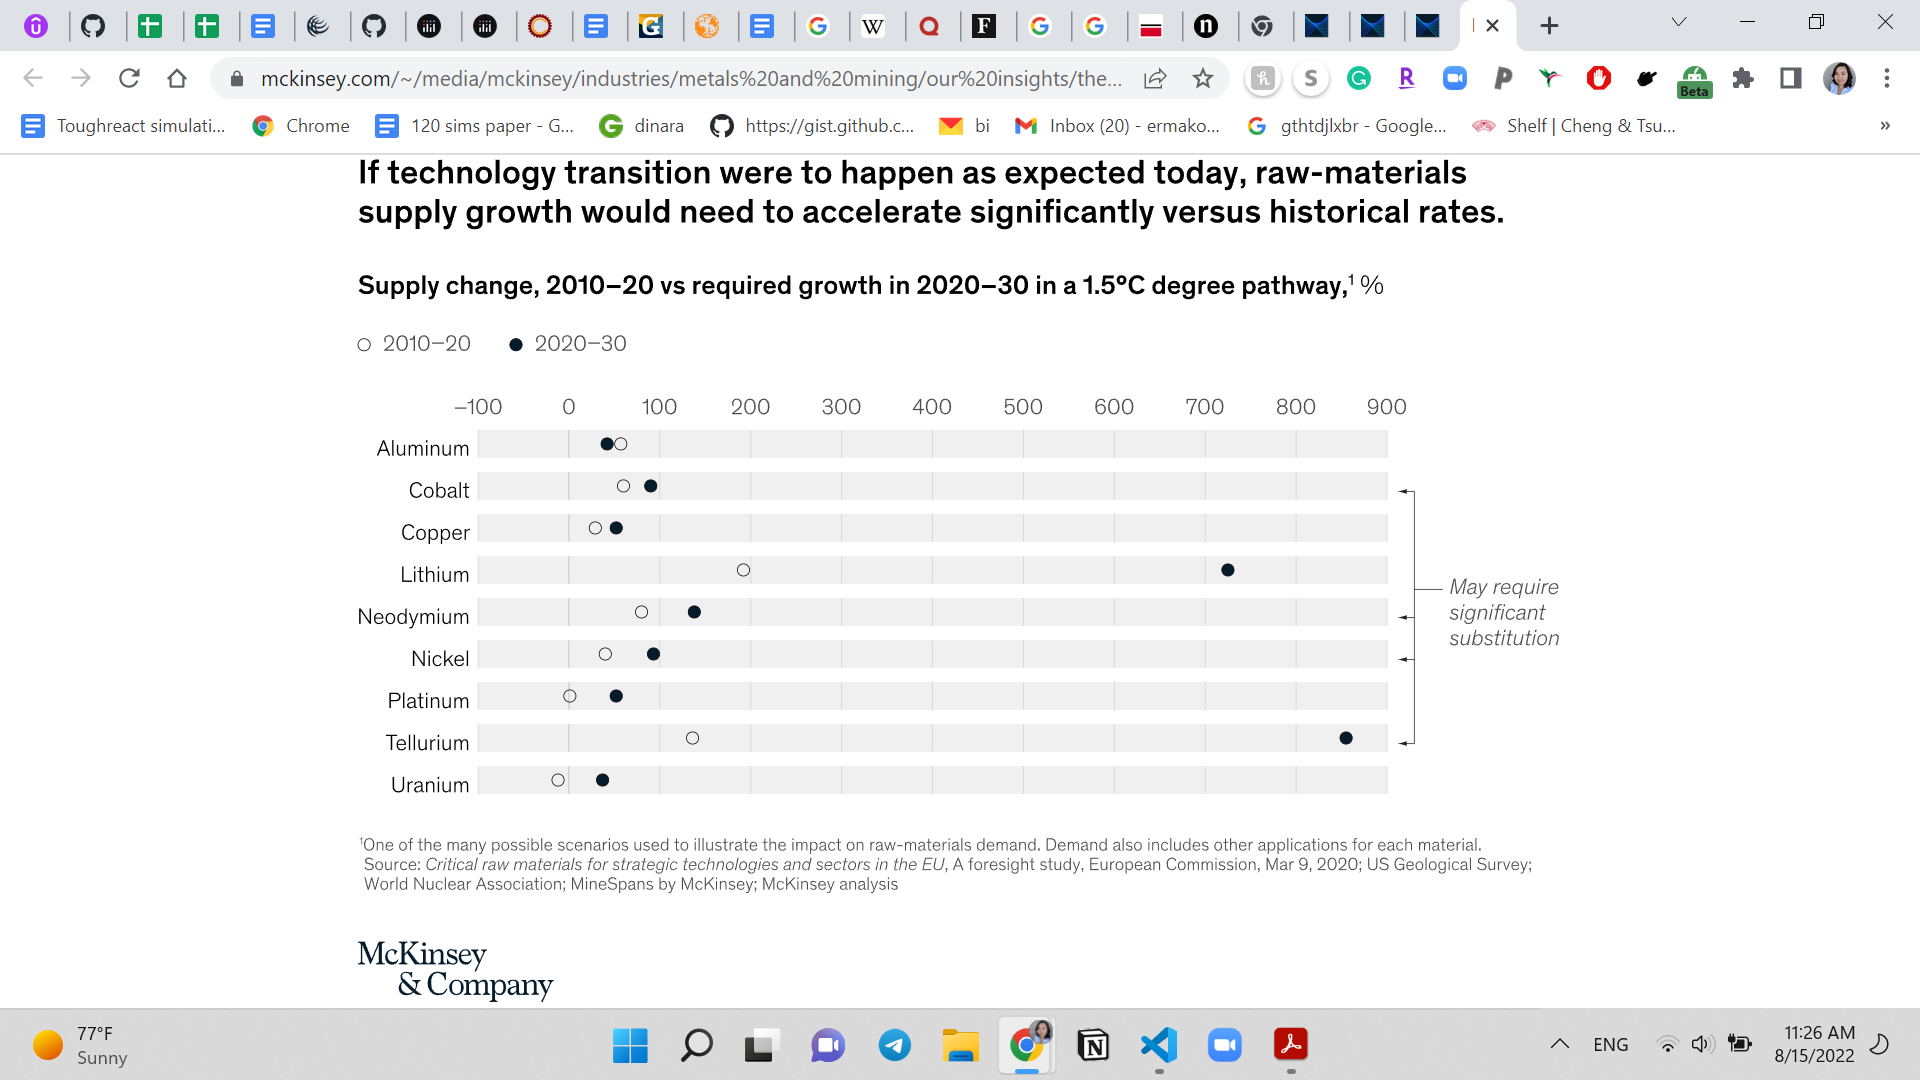 mckinsey.com/~/media/mckinsey/industries/metals%20and%20mining/our%20insights/the...
Beta
Toughreact simulati...
Chrome
120 sims paper - G...
dinara
https://gist.github.c...
bi
Inbox (20) - ermako...
gthtdjlxbr - Google...
Shelf | Cheng & Tsu...
»
If technology transition were to happen as expected today, raw-materials
supply growth would need to accelerate significantly versus historical rates.
Supply change, 2010–20 vs required growth in 2020–30 in a 1.5°C degree pathway,¹ %
2010–20
2020–30
–100 0 100 200 300 400 500 600 700 800 900
Aluminum
Cobalt
Copper
Lithium
Neodymium
Nickel
Platinum
Tellurium
Uranium
May require
significant
substitution
¹One of the many possible scenarios used to illustrate the impact on raw-materials demand. Demand also includes other applications for each material.
Source: Critical raw materials for strategic technologies and sectors in the EU, A foresight study, European Commission, Mar 9, 2020; US Geological Survey;
World Nuclear Association; MineSpans by McKinsey; McKinsey analysis
McKinsey
& Company
77°F
Sunny
ENG
11:26 AM
8/15/2022